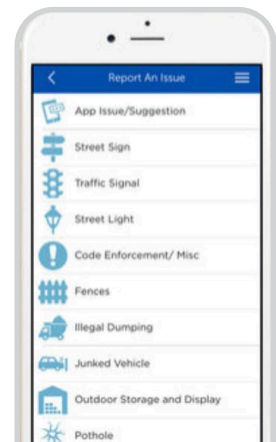 Report An Issue
App Issue/Suggestion
Street Sign
Traffic Signal
Street Light
Code Enforcement/ Misc
Fences
Illegal Dumping
Junked Vehicle
Outdoor Storage and Display
Pothole